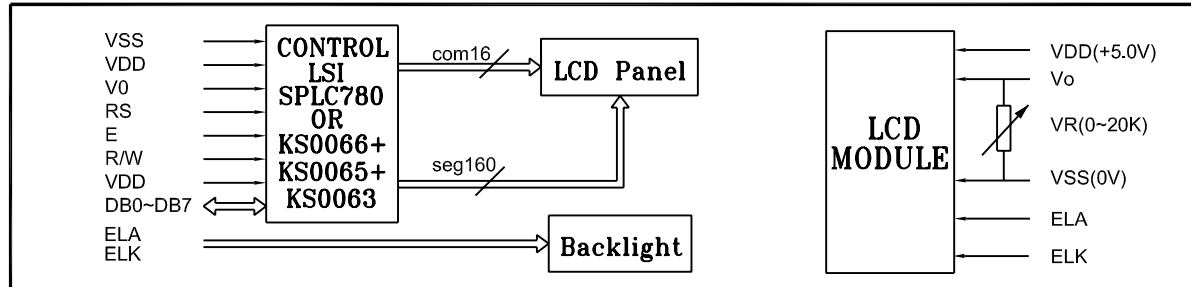 VSS
VDD
V0
RS
E
R/W
VDD
DB0~DB7
ELA
ELK
CONTROL
LSI
SPLC780
OR
KS0066+
KS0065+
KS0063
com16
seg160
LCD Panel
Backlight
LCD
MODULE
VDD(+5.0V)
Vo
VR(0~20K)
VSS(0V)
ELA
ELK